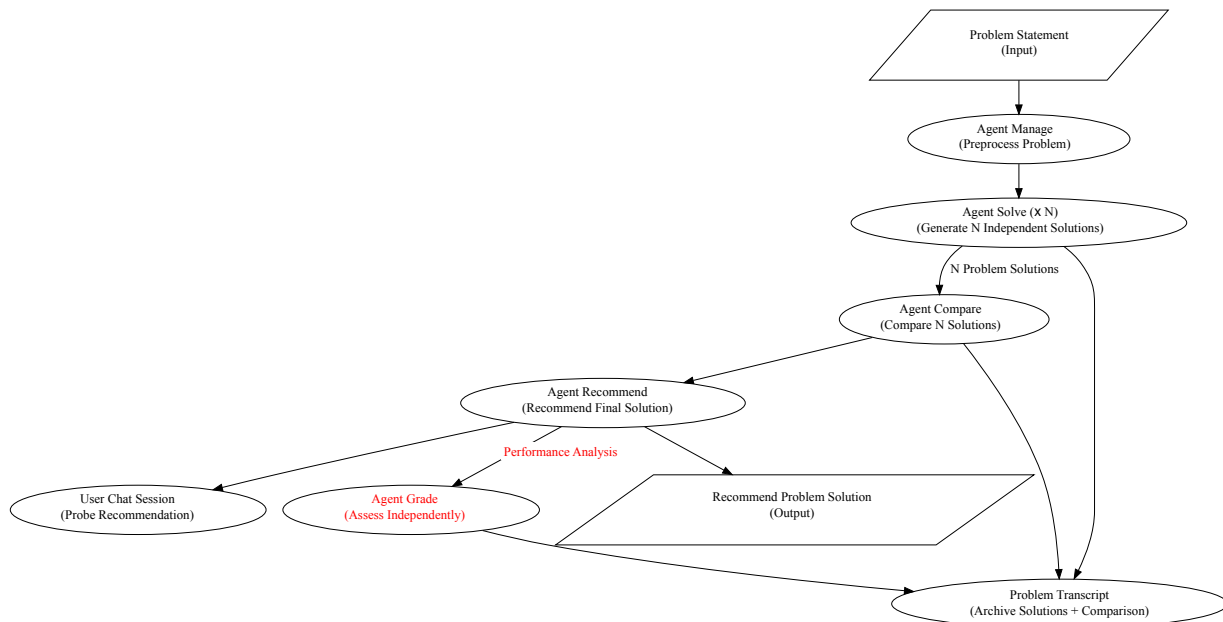 Problem Statement
(Input)
Agent Manage
(Preprocess Problem)
Agent Solve (x N)
(Generate N Independent Solutions)
N Problem Solutions
Agent Compare
(Compare N Solutions)
Agent Recommend
(Recommend Final Solution)
Performance Analysis
User Chat Session
(Probe Recommendation)
Agent Grade
(Assess Independently)
Recommend Problem Solution
(Output)
Problem Transcript
(Archive Solutions + Comparison)